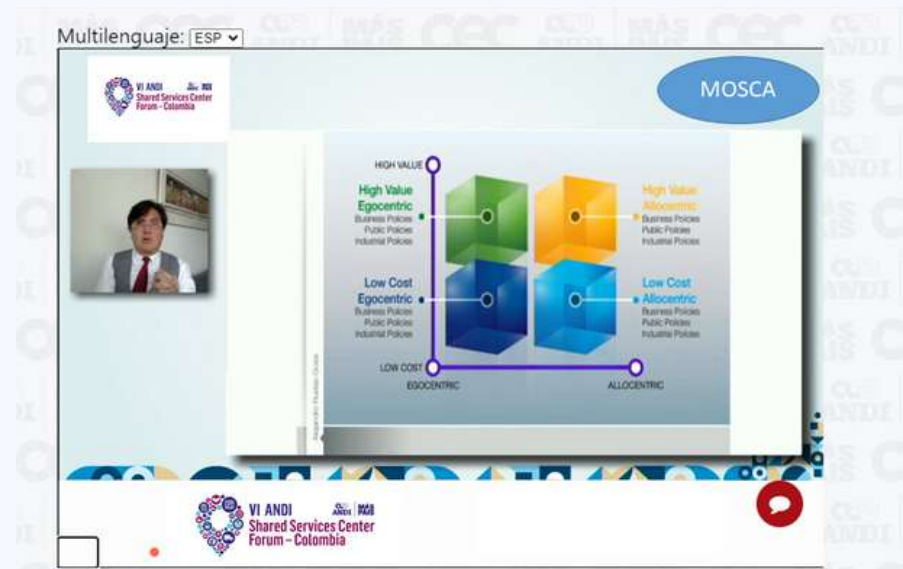 Multilenguaje: ESP
VI ANDI
Shared Services Center
Forum – Colombia
MOSCA
HIGH VALUE
High Value
Egocentric
Business Policies
Public Policies
Industrial Policies
High Value
Allocentric
Business Policies
Public Policies
Industrial Policies
Low Cost
Egocentric
Business Policies
Public Policies
Industrial Policies
Low Cost
Allocentric
Business Policies
Public Policies
Industrial Policies
LOW COST
EGOCENTRIC
ALLOCENTRIC
VI ANDI
ANDI
MÁS
PAÍS
Shared Services Center
Forum – Colombia